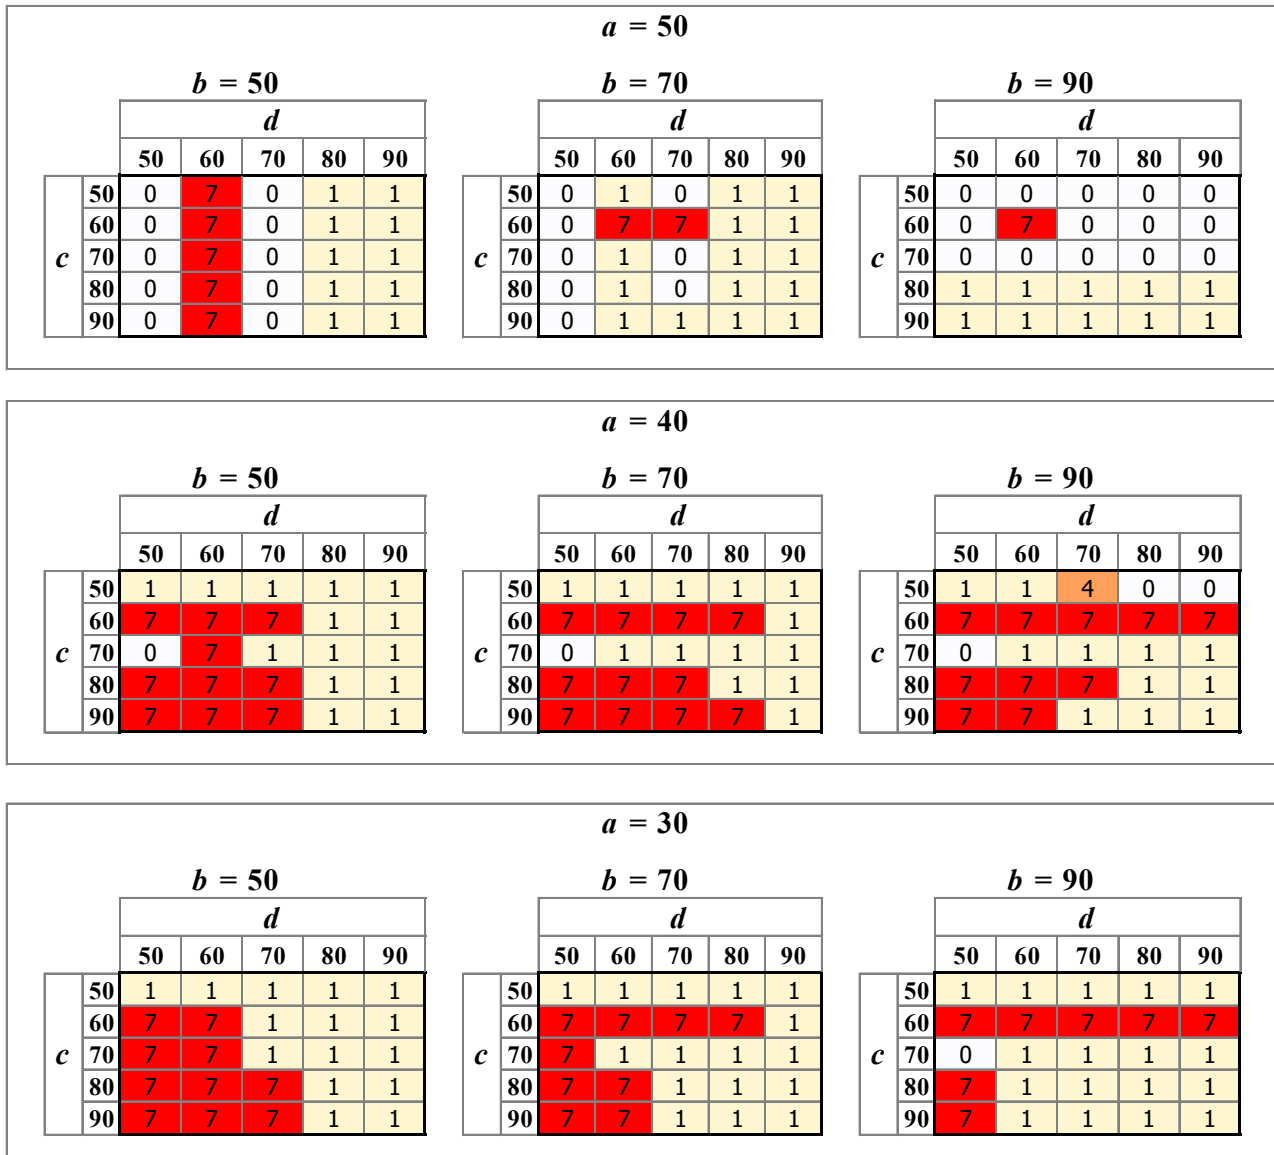 a = 50
b = 50 b = 70 b = 90
d d d
50 60 70 80 90 50 60 70 80 90 50 60 70 80 90
50 0 7 0 1 1 50 0 1 0 1 1 50 0 0 0 0 0
60 0 7 0 1 1 60 0 7 7 1 1 60 0 7 0 0 0
c 70 0 7 0 1 1 c 70 0 1 0 1 1 c 70 0 0 0 0 0
80 0 7 0 1 1 80 0 1 0 1 1 80 1 1 1 1 1
90 0 7 0 1 1 90 0 1 1 1 1 90 1 1 1 1 1
a = 40
b = 50 b = 70 b = 90
d d d
50 60 70 80 90 50 60 70 80 90 50 60 70 80 90
50 1 1 1 1 1 50 1 1 1 1 1 50 1 1 4 0 0
60 7 7 7 1 1 60 7 7 7 7 1 60 7 7 7 7 7
c 70 0 7 1 1 1 c 70 0 1 1 1 1 c 70 0 1 1 1 1
80 7 7 7 1 1 80 7 7 7 1 1 80 7 7 7 1 1
90 7 7 7 1 1 90 7 7 7 7 1 90 7 7 1 1 1
a = 30
b = 50 b = 70 b = 90
d d d
50 60 70 80 90 50 60 70 80 90 50 60 70 80 90
50 1 1 1 1 1 50 1 1 1 1 1 50 1 1 1 1 1
60 7 7 1 1 1 60 7 7 7 7 1 60 7 7 7 7 7
c 70 7 7 1 1 1 c 70 7 1 1 1 1 c 70 0 1 1 1 1
80 7 7 7 1 1 80 7 7 1 1 1 80 7 1 1 1 1
90 7 7 7 1 1 90 7 7 1 1 1 90 7 1 1 1 1